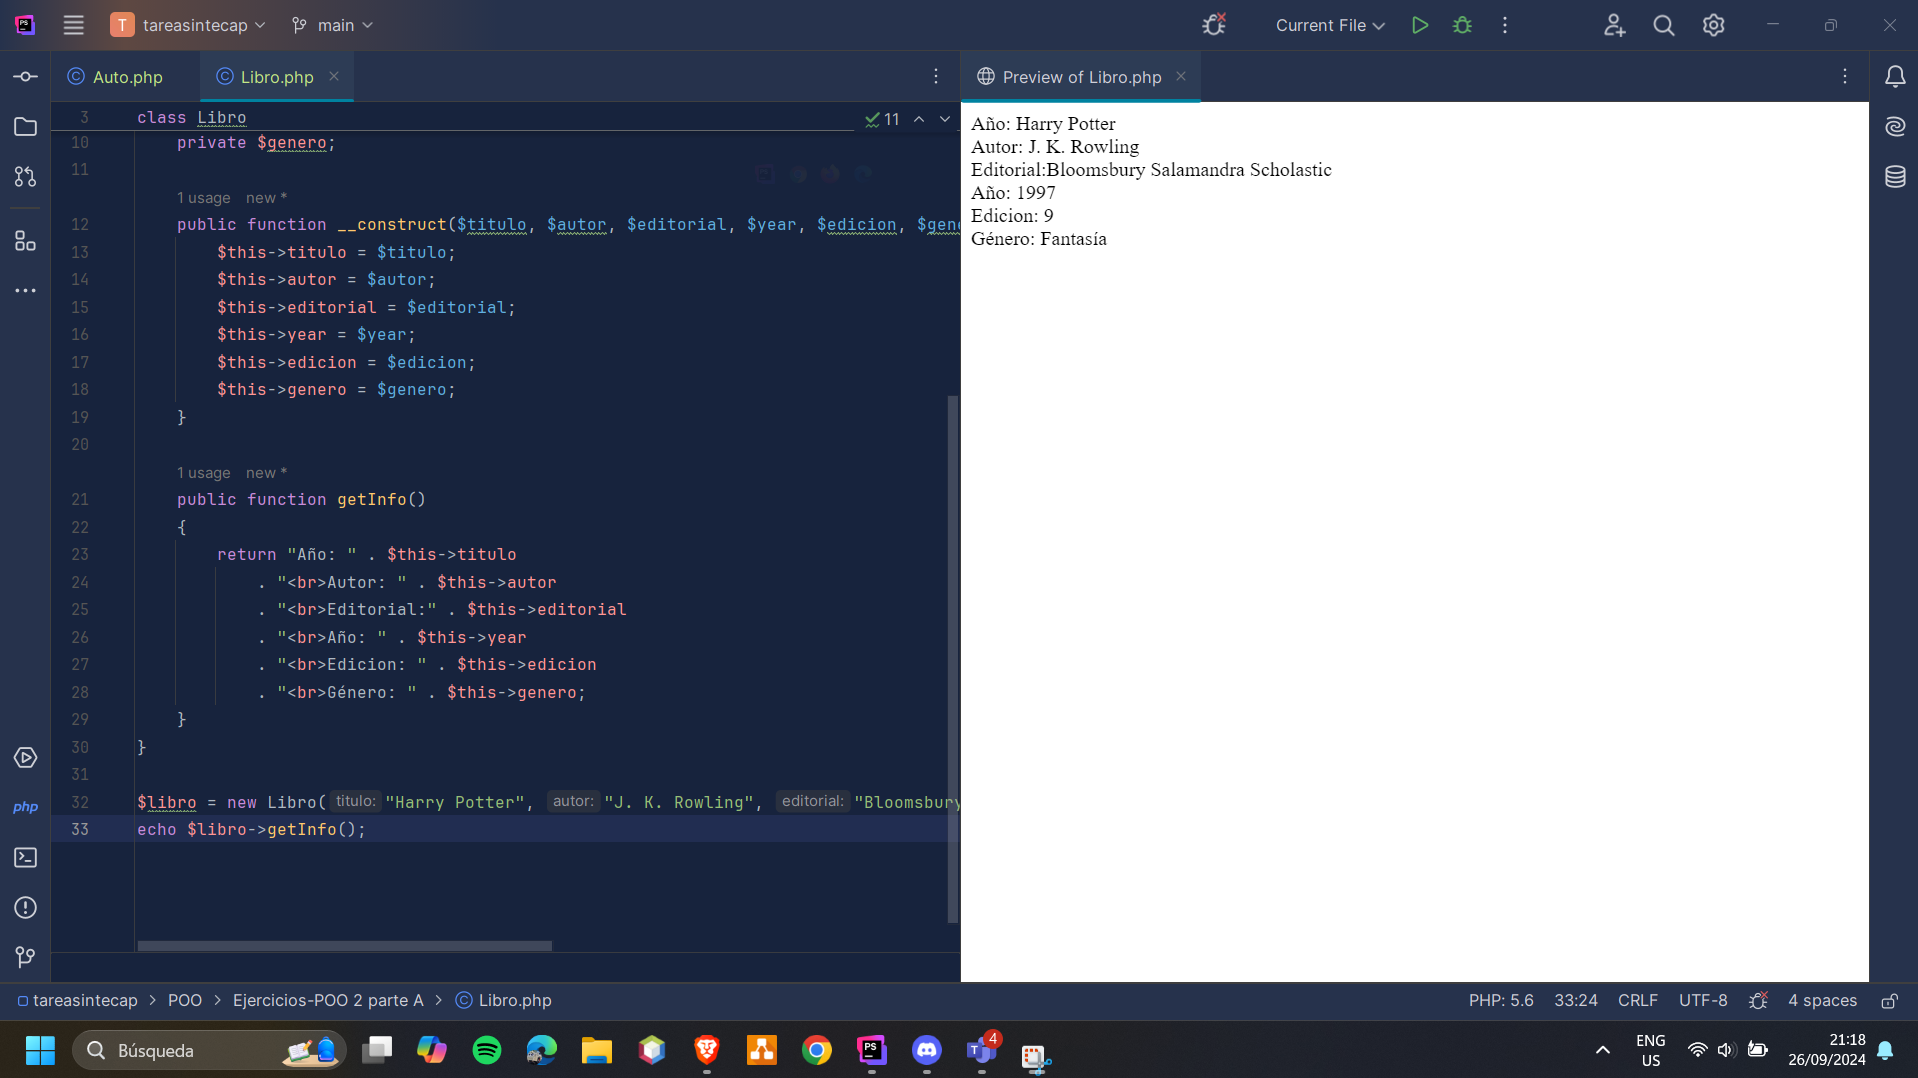 T tareasintecap main Current File
Auto.php Libro.php Preview of Libro.php
3 class Libro 11
10 private $genero;
11
1 usage new *
12 public function __construct($titulo, $autor, $editorial, $year, $edicion, $gene
13 $this->titulo = $titulo;
14 $this->autor = $autor;
15 $this->editorial = $editorial;
16 $this->year = $year;
17 $this->edicion = $edicion;
18 $this->genero = $genero;
19 }
20
1 usage new *
21 public function getInfo()
22 {
23 return "Año: " . $this->titulo
24 . "<br>Autor: " . $this->autor
25 . "<br>Editorial:" . $this->editorial
26 . "<br>Año: " . $this->year
27 . "<br>Edicion: " . $this->edicion
28 . "<br>Género: " . $this->genero;
29 }
30 }
31
32 $libro = new Libro( titulo: "Harry Potter", autor: "J. K. Rowling", editorial: "Bloomsbury
33 echo $libro->getInfo();
Año: Harry Potter
Autor: J. K. Rowling
Editorial:Bloomsbury Salamandra Scholastic
Año: 1997
Edicion: 9
Género: Fantasía
php
tareasintecap > POO > Ejercicios-POO 2 parte A > Libro.php PHP: 5.6 33:24 CRLF UTF-8 4 spaces
Búsqueda 4 ENG 21:18
US 26/09/2024